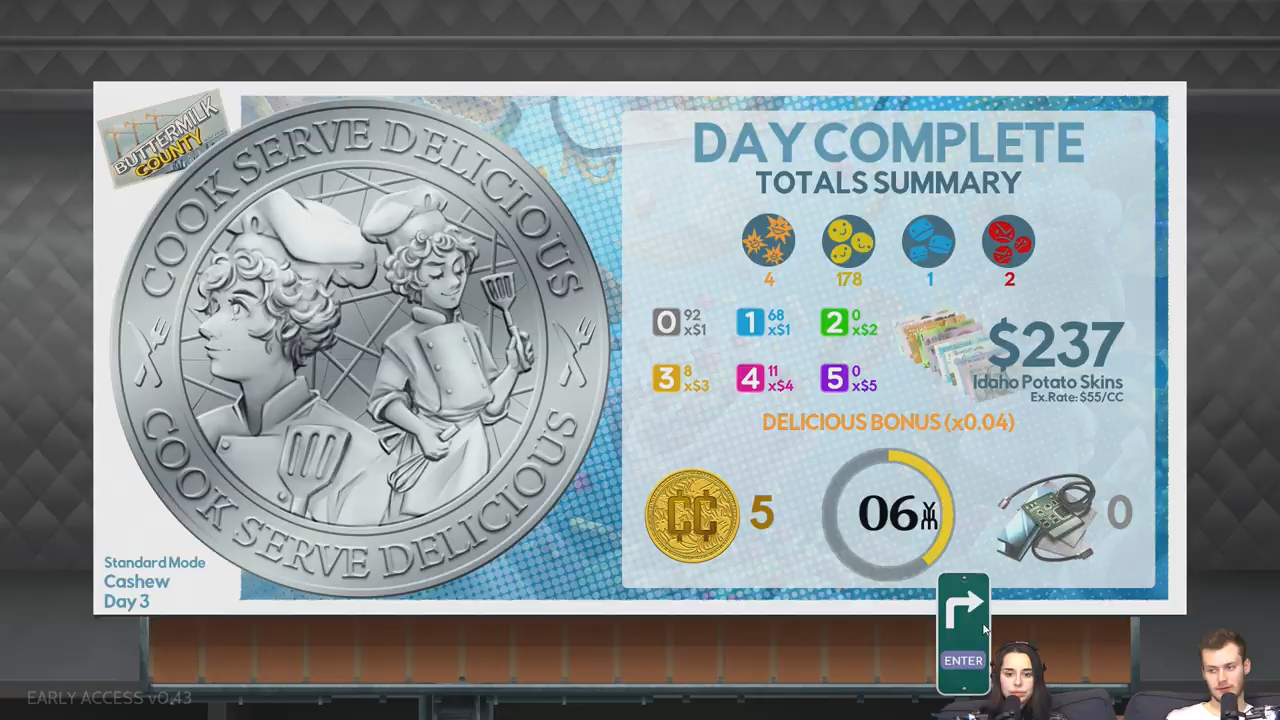 BUTTERMILK
COUNTY
COOK SERVE DELICIOUS
COOK SERVE DELICIOUS
Standard Mode
Cashew
Day 3
DAY COMPLETE
TOTALS SUMMARY
4 178 1 2
0 92 x$1 1 68 x$1 2 0 x$2
3 8 x$3 4 11 x$4 5 0 x$5
$237
Idaho Potato Skins
Ex.Rate: $55/CC
DELICIOUS BONUS (x0.04)
CC 5 06 0
ENTER
EARLY ACCESS v0.43